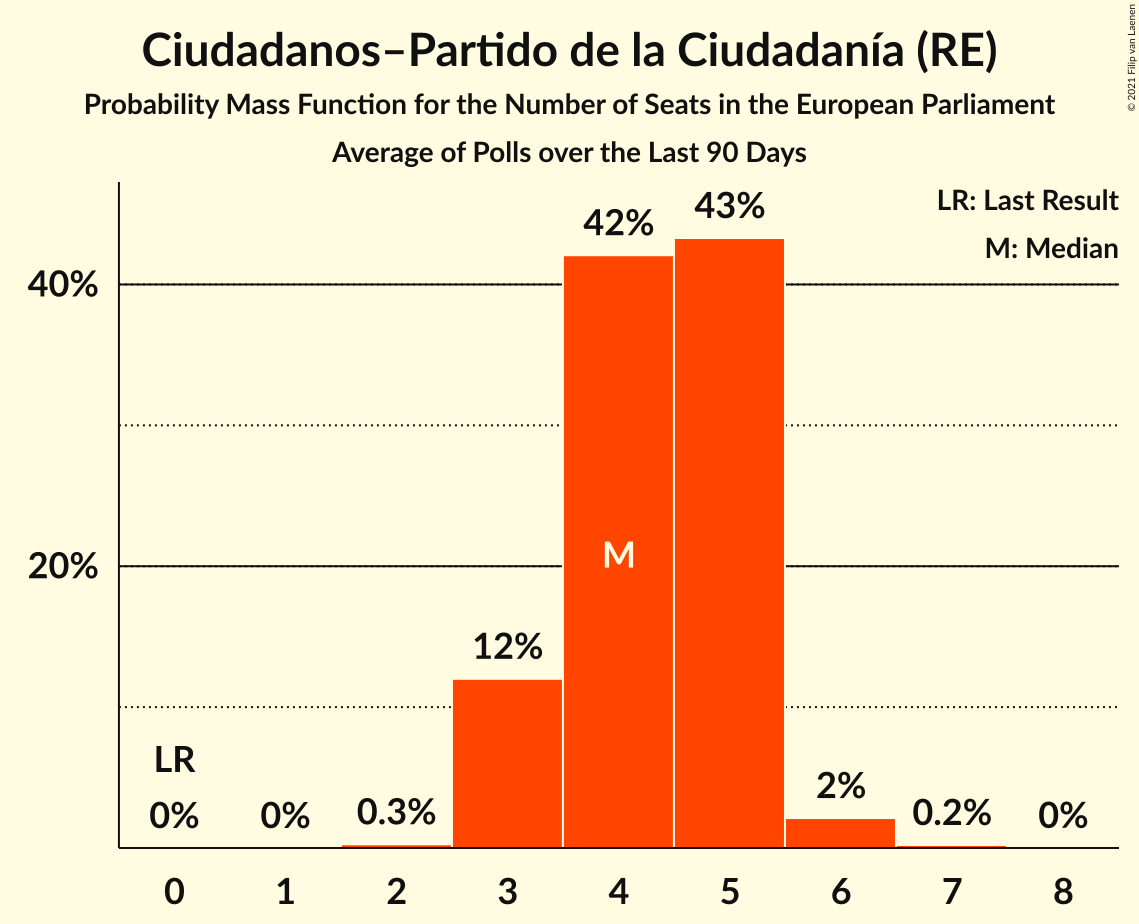 Ciudadanos–Partido de la Ciudadanía (RE)
Probability Mass Function for the Number of Seats in the European Parliament
Average of Polls over the Last 90 Days
© 2021 Filip van Laenen
LR: Last Result
M: Median
40%
20%
LR
0%
0%
0.3%
12%
42%
M
43%
2%
0.2%
0%
0 1 2 3 4 5 6 7 8